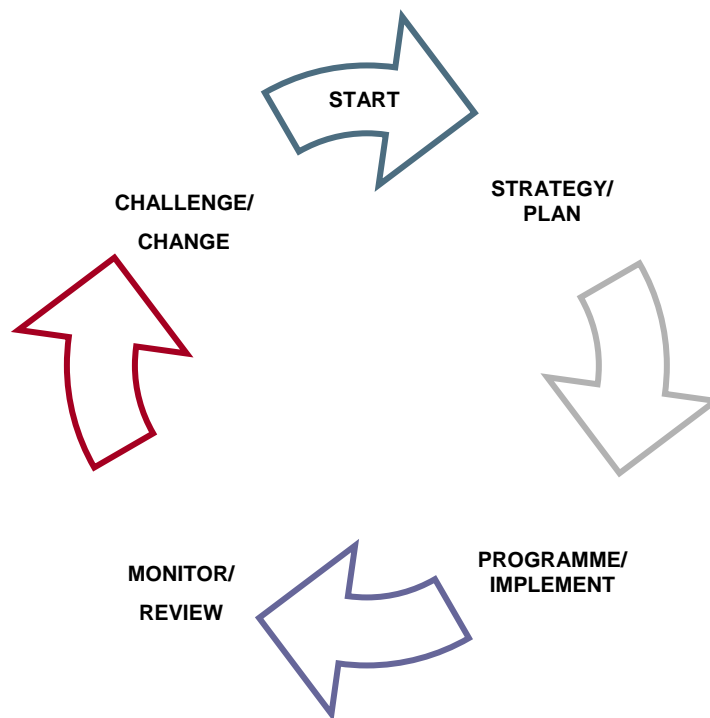 START
STRATEGY/
PLAN
PROGRAMME/
IMPLEMENT
MONITOR/
REVIEW
CHALLENGE/
CHANGE